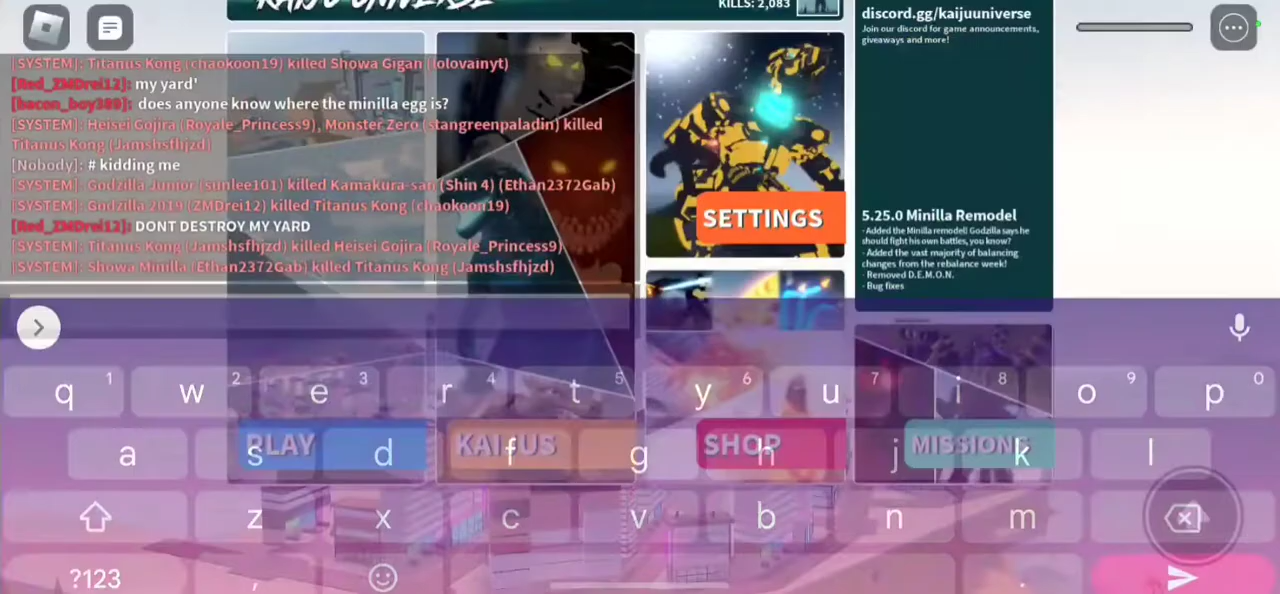 KAIJU UNIVERSE
KILLS: 2,083
[SYSTEM]: Titanus Kong (chaokoon19) killed Showa Gigan (lolovainyt)
[Red_ZMDrei12]: my yard'
[bacon_boy389]: does anyone know where the minilla egg is?
[SYSTEM]: Heisei Gojira (Royale_Princess9), Monster Zero (stangreenpaladin) killed
Titanus Kong (Jamshsfhjzd)
[Nobody]: # kidding me
[SYSTEM]: Godzilla Junior (sunlee101) killed Kamakura-san (Shin 4) (Ethan2372Gab)
[SYSTEM]: Godzilla 2019 (ZMDrei12) killed Titanus Kong (chaokoon19)
[Red_ZMDrei12]: DONT DESTROY MY YARD
[SYSTEM]: Titanus Kong (Jamshsfhjzd) killed Heisei Gojira (Royale_Princess9)
[SYSTEM]: Showa Minilla (Ethan2372Gab) killed Titanus Kong (Jamshsfhjzd)
SETTINGS
discord.gg/kaijuuniverse
Join our discord for game announcements,
giveaways and more!
5.25.0 Minilla Remodel
- Added the Minilla remodel! Godzilla says he
should fight his own battles, you know?
- Added the vast majority of balancing
changes from the rebalance week!
- Removed D.E.M.O.N.
- Bug fixes
PLAY
KAIJUS
SHOP
MISSIONS
q 1 w 2 e 3 r 4 t 5 y 6 u 7 i 8 o 9 p 0
a s d f g h j k l
z x c v b n m
?123 , .